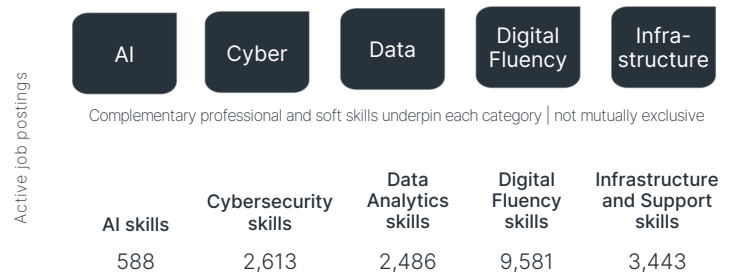 AI
Cyber
Data
Digital
Fluency
Infra-
structure
Complementary professional and soft skills underpin each category | not mutually exclusive
Active job postings
AI skills
Cybersecurity
skills
Data
Analytics
skills
Digital
Fluency
skills
Infrastructure
and Support
skills
588
2,613
2,486
9,581
3,443